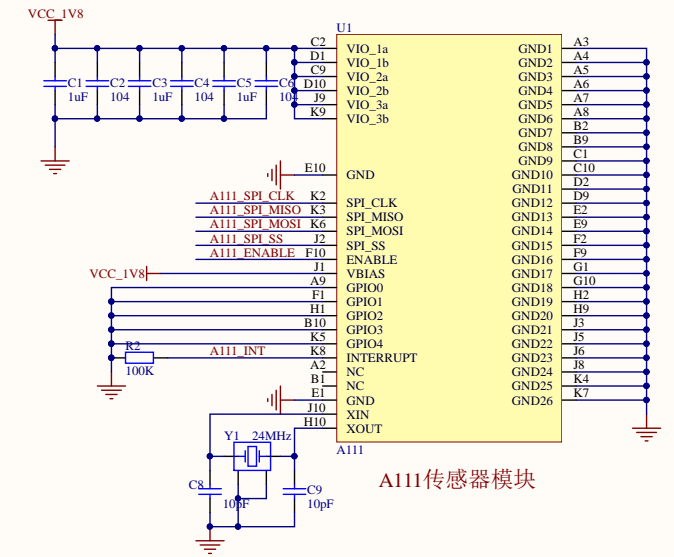 VCC_1V8
U1
C1
1uF
C2
104
C3
1uF
C4
104
C5
1uF
C6
104
C2 VIO_1a GND1 A3
D1 VIO_1b GND2 A4
C9 VIO_2a GND3 A5
D10 VIO_2b GND4 A6
J9 VIO_3a GND5 A7
K9 VIO_3b GND6 A8
GND7 B2
GND8 B9
GND9 C1
E10 GND GND10 C10
GND11 D2
A111_SPI_CLK K2 SPI_CLK GND12 D9
A111_SPI_MISO K3 SPI_MISO GND13 E2
A111_SPI_MOSI K6 SPI_MOSI GND14 E9
A111_SPI_SS J2 SPI_SS GND15 F2
A111_ENABLE F10 ENABLE GND16 F9
VCC_1V8 J1 VBIAS GND17 G1
A9 GPIO0 GND18 G10
F1 GPIO1 GND19 H2
H1 GPIO2 GND20 H9
B10 GPIO3 GND21 J3
K5 GPIO4 GND22 J5
R2 A111_INT K8 INTERRUPT GND23 J6
100K A2 NC GND24 J8
B1 NC GND25 K4
E1 GND GND26 K7
J10 XIN
H10 XOUT
Y1 24MHz
A111
C8
10pF
C9
10pF
A111传感器模块